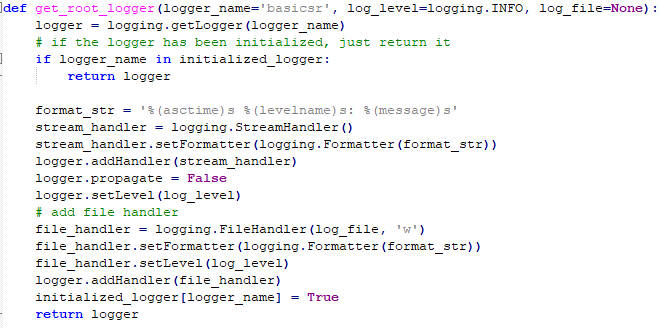 def get_root_logger(logger_name='basicsr', log_level=logging.INFO, log_file=None):
    logger = logging.getLogger(logger_name)
    # if the logger has been initialized, just return it
    if logger_name in initialized_logger:
        return logger

    format_str = '%(asctime)s %(levelname)s: %(message)s'
    stream_handler = logging.StreamHandler()
    stream_handler.setFormatter(logging.Formatter(format_str))
    logger.addHandler(stream_handler)
    logger.propagate = False
    logger.setLevel(log_level)
    # add file handler
    file_handler = logging.FileHandler(log_file, 'w')
    file_handler.setFormatter(logging.Formatter(format_str))
    file_handler.setLevel(log_level)
    logger.addHandler(file_handler)
    initialized_logger[logger_name] = True
    return logger